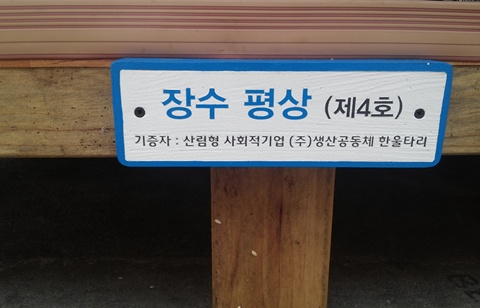 장수 평상 (제4호)
기증자 : 산림형 사회적기업 (주)생산공동체 한울타리